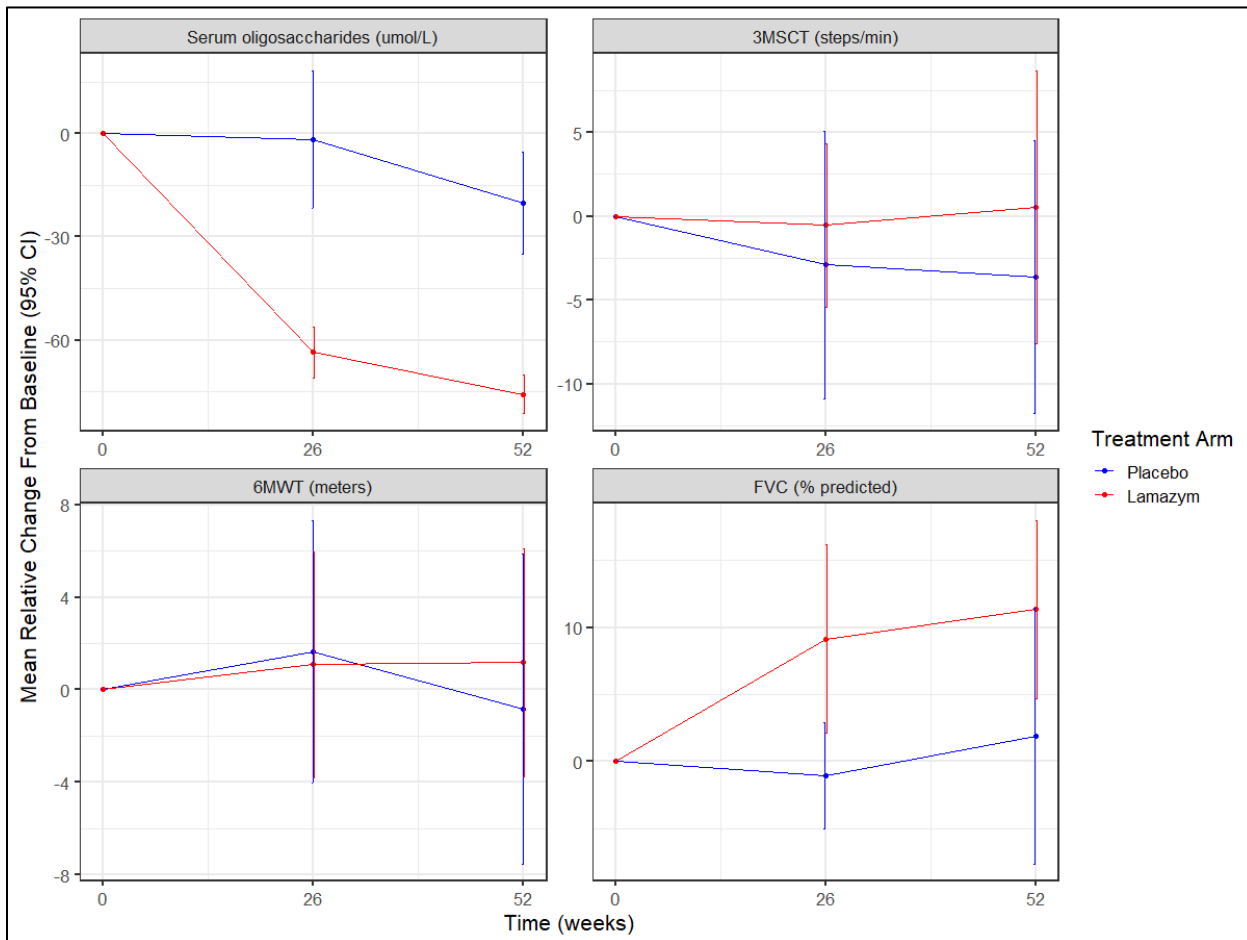 Serum oligosaccharides (umol/L)
3MSCT (steps/min)
0
-30
-60
5
0
-5
-10
0
26
52
0
26
52
6MWT (meters)
FVC (% predicted)
8
4
0
-4
-8
10
0
0
26
52
0
26
52
Mean Relative Change From Baseline (95% CI)
Time (weeks)
Treatment Arm
Placebo
Lamazym